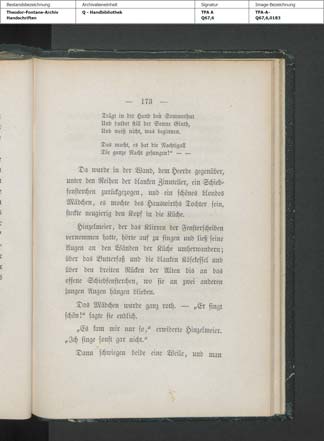 Bestandsbezeichnung
Theodor-Fontane-Archiv
Handschriften
Archivalieneinheit
Q - Handbibliothek
Signatur
TFA A
Q67,6
Image-Bezeichnung
TFA-A-
Q67,6,0183
— 173 —
Trägt in der Hand den Sommerhut
Und duldet still der Sonne Gluth,
Und weiß nicht, was beginnen.
Das macht, es hat die Nachtigall
Die ganze Nacht gesungen!" — —
Da wurde in der Wand, dem Heerde gegenüber,
unter den Reihen der blanken Zinnteller, ein Schieb-
fensterchen zurückgezogen, und ein schönes blondes
Mädchen, es mochte des Hauswirths Tochter sein,
steckte neugierig den Kopf in die Küche.
Hinzelmeier, der das Klirren der Fensterscheiben
vernommen hatte, hörte auf zu singen und ließ seine
Augen an den Wänden der Küche umherwandern;
über das Butterfaß und die blanken Käsekessel und
über den breiten Rücken der Alten bis an das
offene Schiebfensterchen, wo sie an zwei anderen
jungen Augen hängen blieben.
Das Mädchen wurde ganz roth. — „Er singt
schön!" sagte sie endlich.
„Es kam mir nur so," erwiderte Hinzelmeier.
„Ich singe sonst gar nicht."
Dann schwiegen beide eine Weile, und man